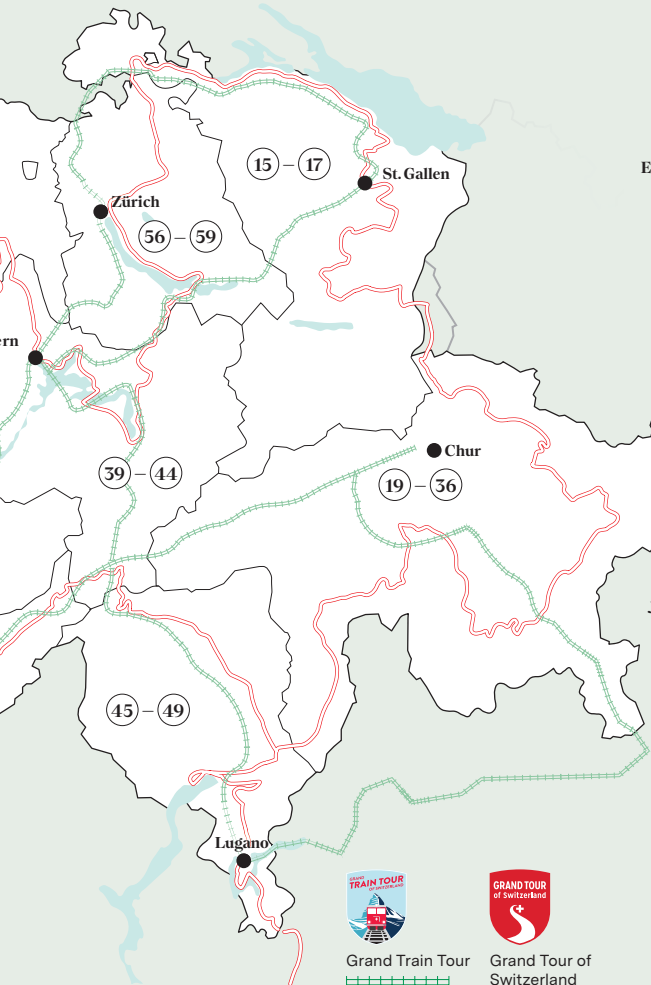 15 – 17
St. Gallen
E
Zürich
56 – 59
ern
Chur
39 – 44
19 – 36
45 – 49
Lugano
GRAND
TRAIN TOUR
OF SWITZERLAND
GRAND TOUR
of Switzerland
Grand Train Tour
Grand Tour of
Switzerland